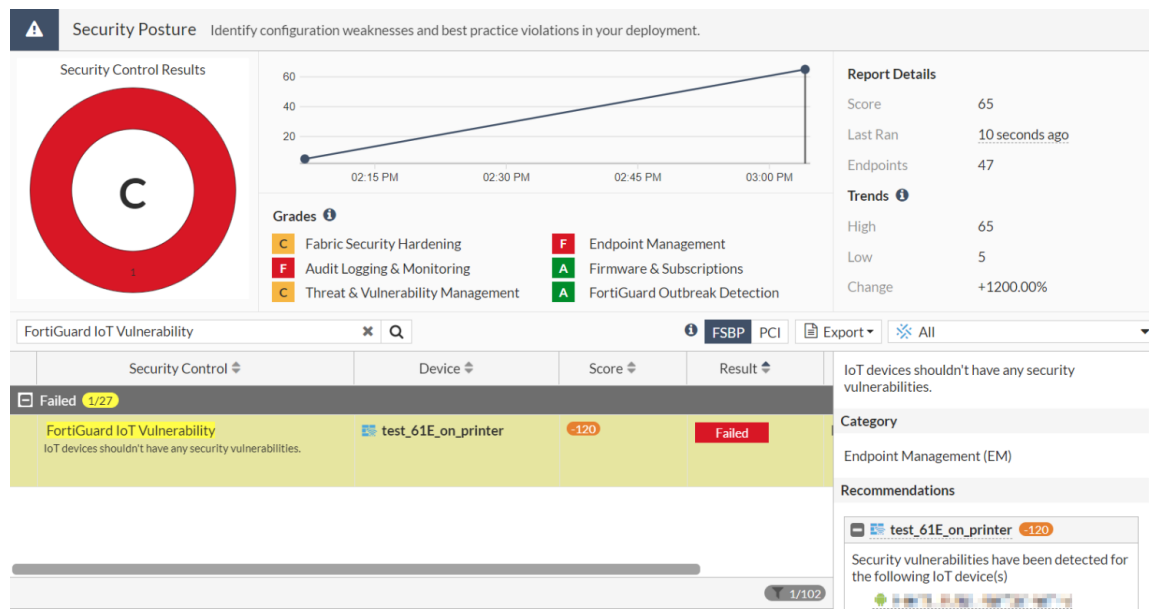 Security Posture Identify configuration weaknesses and best practice violations in your deployment.
Security Control Results
C
1
60
40
20
02:15 PM 02:30 PM 02:45 PM 03:00 PM
Grades
C Fabric Security Hardening
F Audit Logging & Monitoring
C Threat & Vulnerability Management
F Endpoint Management
A Firmware & Subscriptions
A FortiGuard Outbreak Detection
Report Details
Score 65
Last Ran 10 seconds ago
Endpoints 47
Trends
High 65
Low 5
Change +1200.00%
FortiGuard IoT Vulnerability
FSBP PCI Export All
Security Control Device Score Result
Failed 1/27
FortiGuard IoT Vulnerability test_61E_on_printer -120 Failed
IoT devices shouldn't have any security vulnerabilities.
1/102
IoT devices shouldn't have any security
vulnerabilities.
Category
Endpoint Management (EM)
Recommendations
test_61E_on_printer -120
Security vulnerabilities have been detected for
the following IoT device(s)